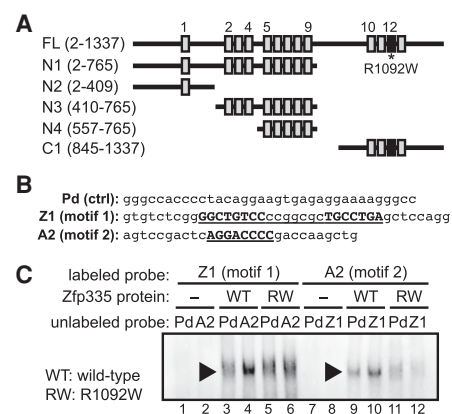 A
1 2 4 5 9 10 12
FL (2-1337)
*
R1092W
N1 (2-765)
N2 (2-409)
N3 (410-765)
N4 (557-765)
C1 (845-1337)
B
Pd (ctrl): gggccacccctacaggaagtgagaggaaaagggcc
Z1 (motif 1): gtgtctcggGGCTGTCCccggcgcTGCCTGAgctccagg
A2 (motif 2): agtccgactcAGGACCCCgaccaagctg
C
labeled probe: Z1 (motif 1) A2 (motif 2)
Zfp335 protein: – WT RW – WT RW
unlabeled probe: Pd A2 Pd A2 Pd A2 Pd Z1 Pd Z1 Pd Z1
WT: wild-type
RW: R1092W
1 2 3 4 5 6 7 8 9 10 11 12